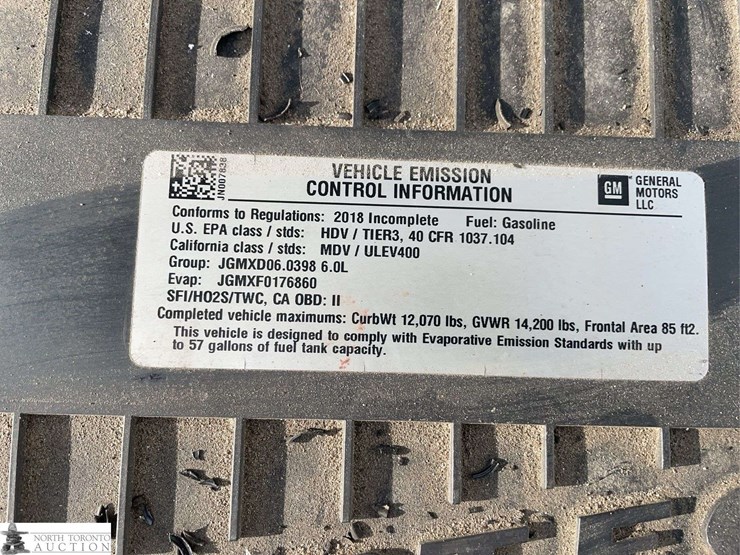 JN007838
VEHICLE EMISSION
CONTROL INFORMATION
GM
GENERAL
MOTORS
LLC
Conforms to Regulations: 2018 Incomplete Fuel: Gasoline
U.S. EPA class / stds: HDV / TIER3, 40 CFR 1037.104
California class / stds: MDV / ULEV400
Group: JGMXD06.0398 6.0L
Evap: JGMXF0176860
SFI/HO2S/TWC, CA OBD: II
Completed vehicle maximums: CurbWt 12,070 lbs, GVWR 14,200 lbs, Frontal Area 85 ft2.
This vehicle is designed to comply with Evaporative Emission Standards with up
to 57 gallons of fuel tank capacity.
NORTH TORONTO
AUCTION